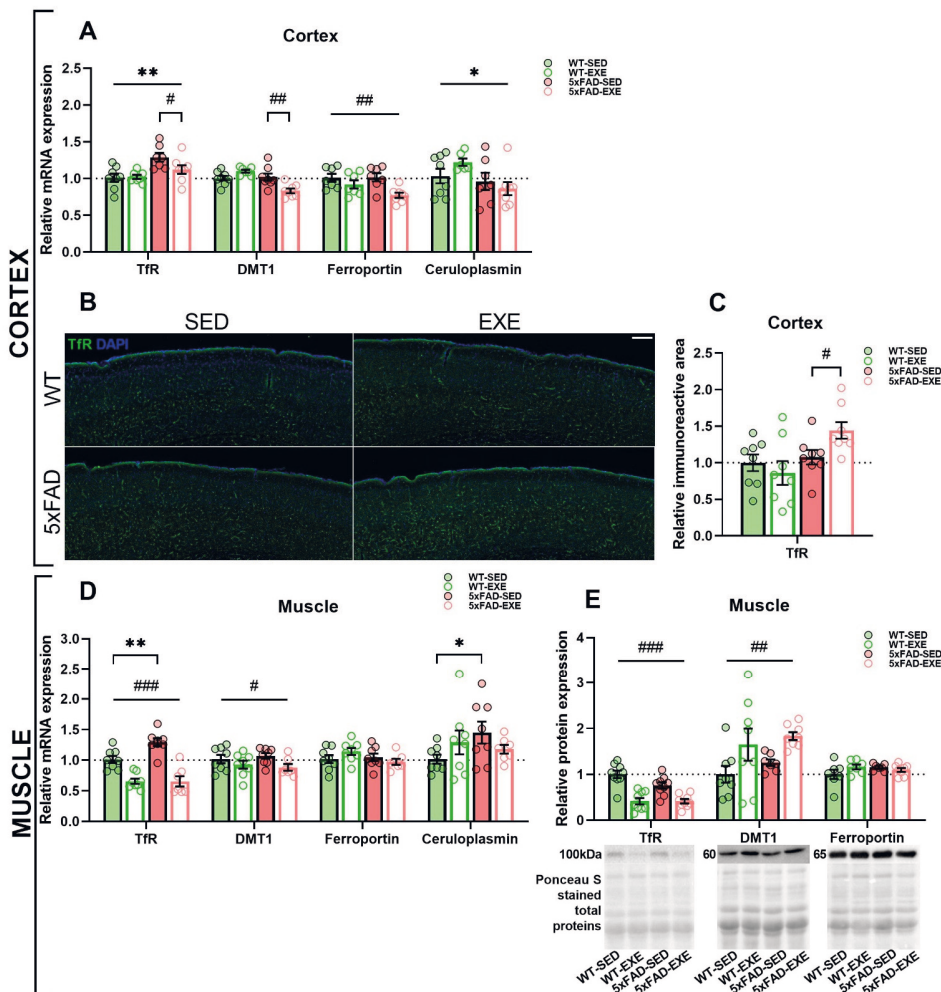 CORTEX
A
Cortex
WT-SED
WT-EXE
5xFAD-SED
5xFAD-EXE
Relative mRNA expression
2.5
2.0
1.5
1.0
0.5
0.0
**
#
##
##
*
TfR
DMT1
Ferroportin
Ceruloplasmin
B
SED
EXE
TfR DAPI
WT
5xFAD
C
Cortex
WT-SED
WT-EXE
5xFAD-SED
5xFAD-EXE
Relative immunoreactive area
2.5
2.0
1.5
1.0
0.5
0.0
#
TfR
MUSCLE
D
Muscle
WT-SED
WT-EXE
5xFAD-SED
5xFAD-EXE
Relative mRNA expression
3.0
2.5
2.0
1.5
1.0
0.5
0.0
**
###
#
*
TfR
DMT1
Ferroportin
Ceruloplasmin
E
Muscle
WT-SED
WT-EXE
5xFAD-SED
5xFAD-EXE
Relative protein expression
4
3
2
1
0
###
##
TfR
DMT1
Ferroportin
100kDa
60
65
Ponceau S
stained
total
proteins
WT-SED
WT-EXE
5xFAD-SED
5xFAD-EXE
WT-SED
WT-EXE
5xFAD-SED
5xFAD-EXE
WT-SED
WT-EXE
5xFAD-SED
5xFAD-EXE